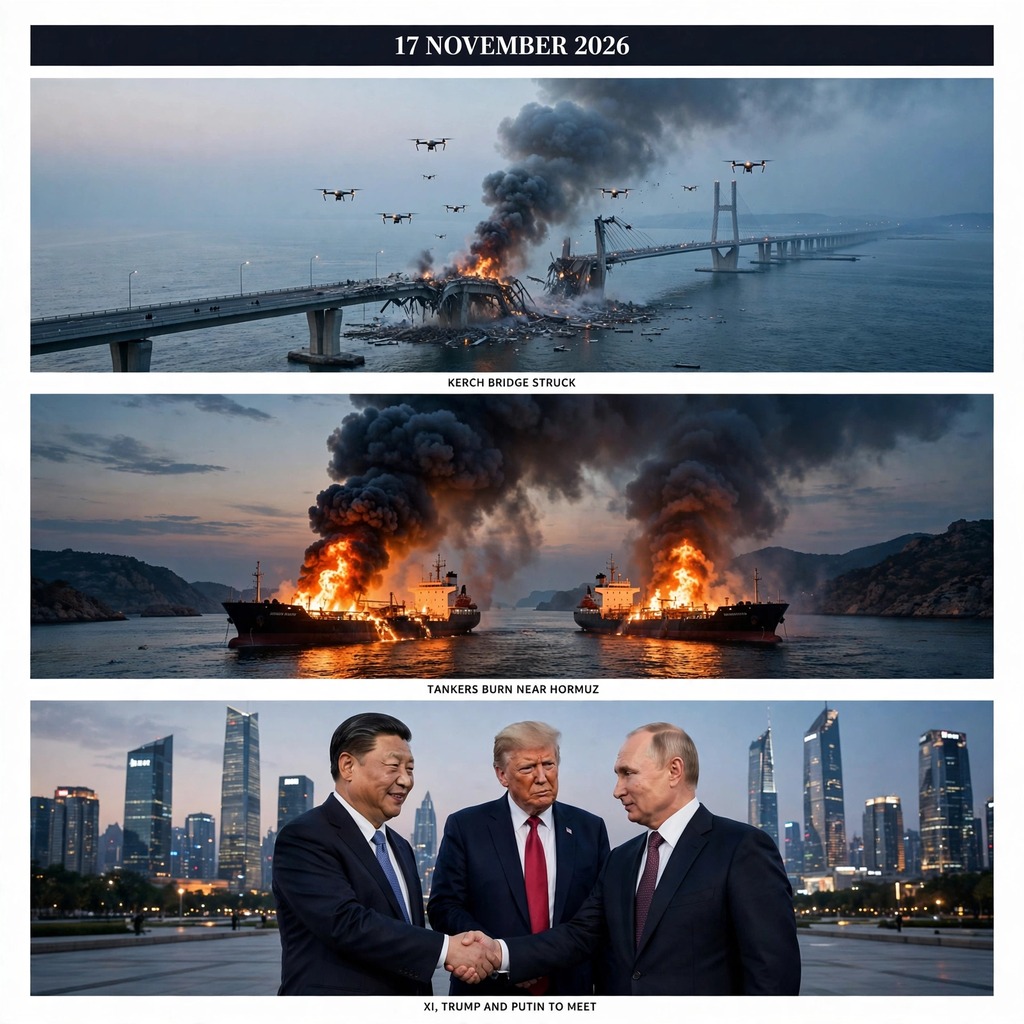 17 NOVEMBER 2026
KERCH BRIDGE STRUCK
TANKERS BURN NEAR HORMUZ
XI, TRUMP AND PUTIN TO MEET